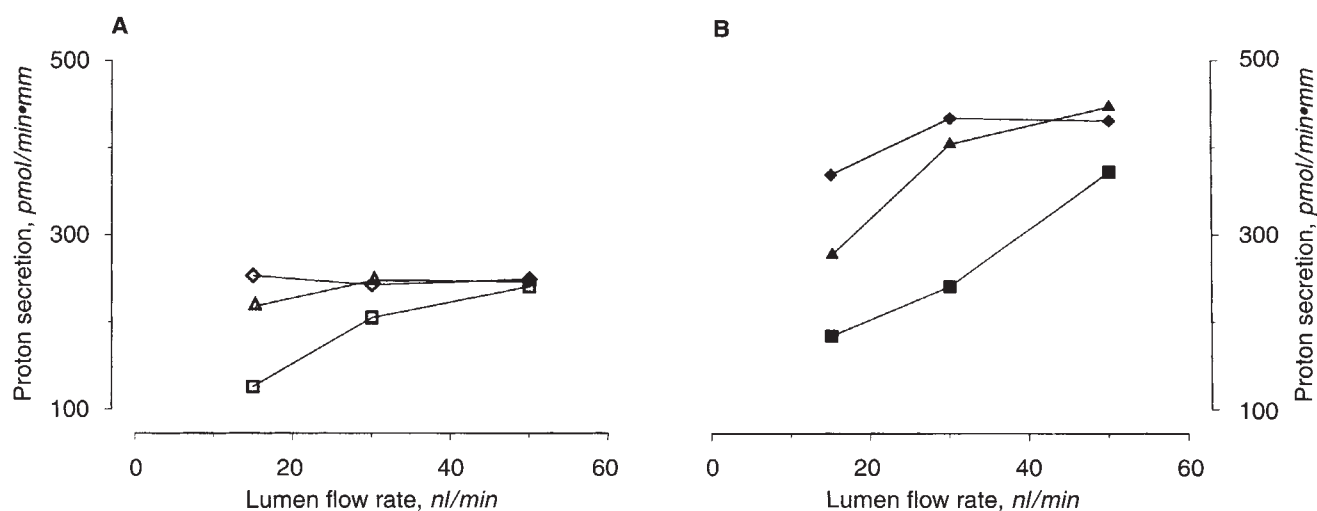 A
B
500
300
100
Proton secretion, pmol/min•mm
0
20
40
60
Lumen flow rate, nl/min
500
300
100
Proton secretion, pmol/min•mm
0
20
40
60
Lumen flow rate, nl/min